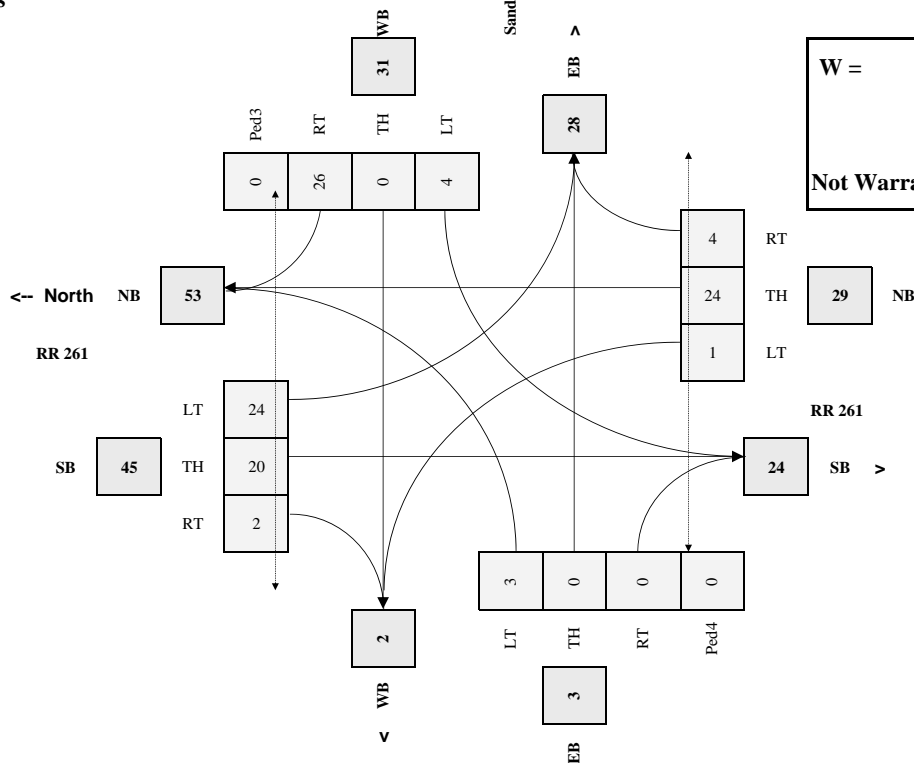 s
WB
Sand
>
31
EB
W =
Ped3
RT
TH
LT
28
0
26
0
4
Not Warra
4
RT
<-- North
NB
53
24
TH
29
NB
RR 261
1
LT
LT
24
RR 261
SB
45
TH
20
24
SB
>
RT
2
3
0
0
0
2
LT
TH
RT
Ped4
WB
3
v
EB